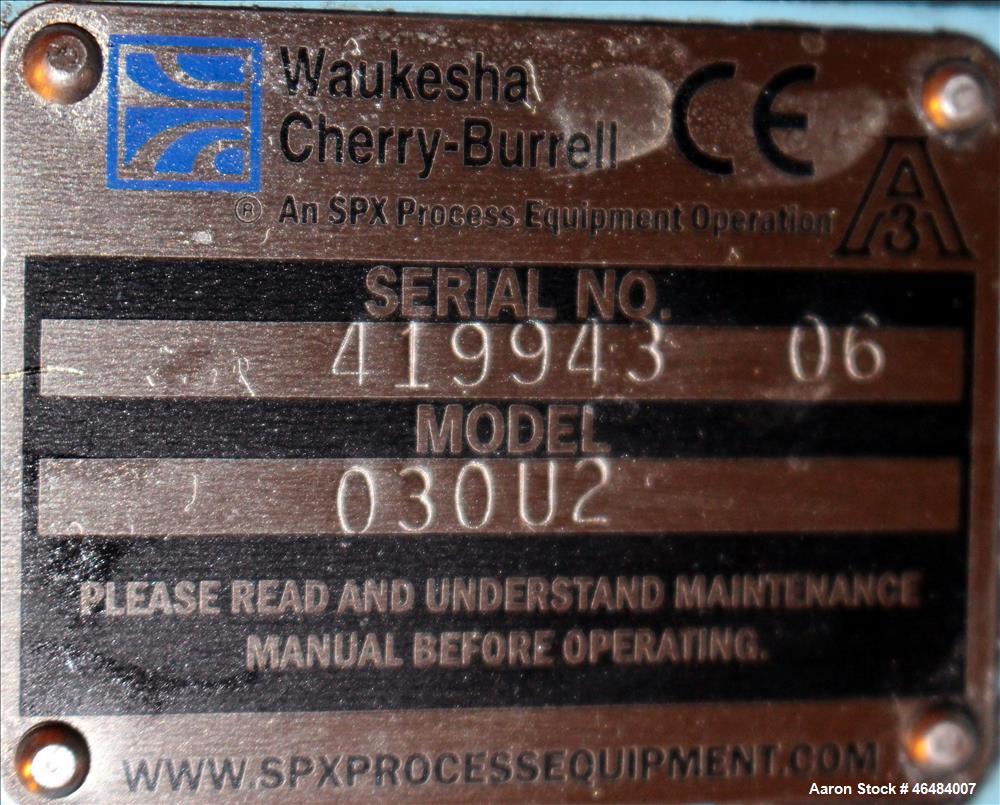 Waukesha
Cherry-Burrell
CE
® An SPX Process Equipment Operation
A
3
SERIAL NO.
419943 06
MODEL
030U2
PLEASE READ AND UNDERSTAND MAINTENANCE
MANUAL BEFORE OPERATING.
WWW.SPXPROCESSEQUIPMENT.COM
Aaron Stock # 46484007